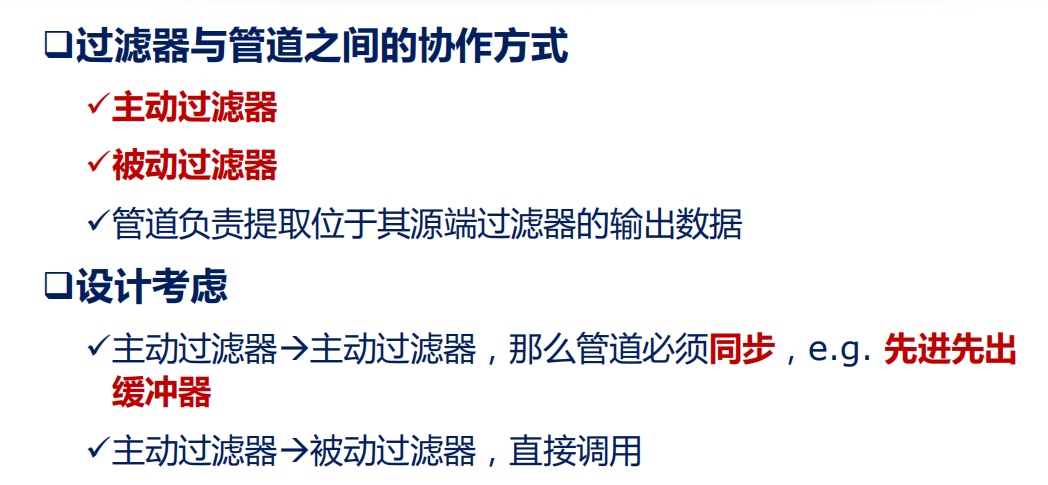 ❑过滤器与管道之间的协作方式
✓主动过滤器
✓被动过滤器
✓管道负责提取位于其源端过滤器的输出数据
❑设计考虑
✓主动过滤器→主动过滤器，那么管道必须同步，e.g. 先进先出
缓冲器
✓主动过滤器→被动过滤器，直接调用